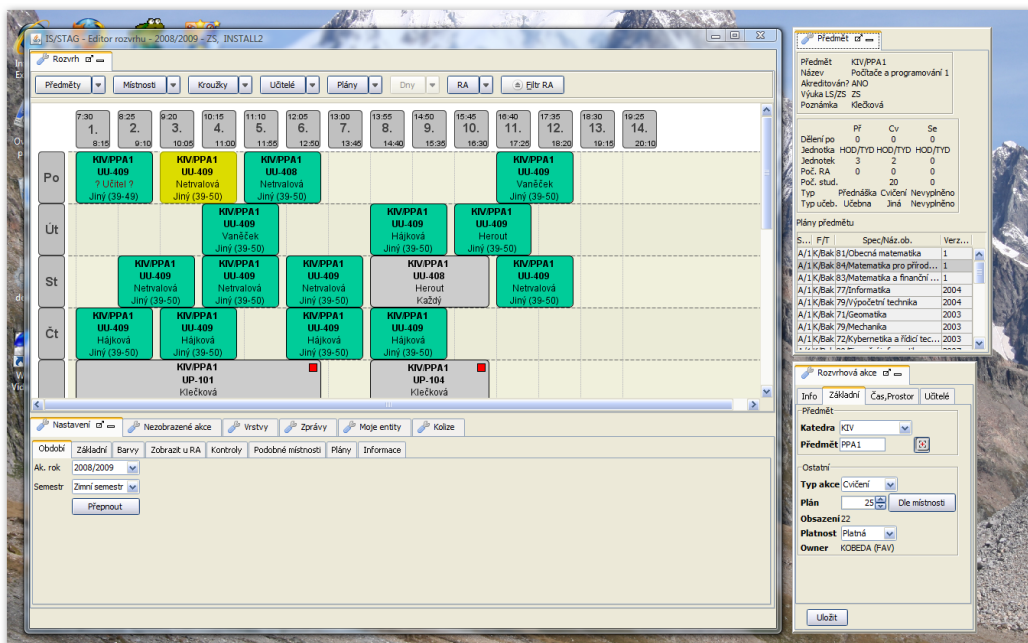 IS/STAG - Editor rozvrhu - 2008/2009 - ZS, INSTALL2
Rozvrh
Předměty Místnosti Kroužky Učitelé Plány Dny RA Filtr RA
7:30 8:25 9:20 10:15 11:10 12:05 13:00 13:55 14:50 15:45 16:40 17:35 18:30 19:25
1. 2. 3. 4. 5. 6. 7. 8. 9. 10. 11. 12. 13. 14.
8:15 9:10 10:05 11:00 11:55 12:50 13:45 14:40 15:35 16:30 17:25 18:20 19:15 20:10
Po
KIV/PPA1 KIV/PPA1 KIV/PPA1 KIV/PPA1
UU-409 UU-409 UU-408 UU-409
? Učitel ? Netrvalová Netrvalová Vaněček
Jiný (39-49) Jiný (39-50) Jiný (39-50) Jiný (39-50)
Út
KIV/PPA1 KIV/PPA1 KIV/PPA1
UU-409 UU-409 UU-409
Vaněček Hájková Herout
Jiný (39-50) Jiný (39-50) Jiný (39-50)
St
KIV/PPA1 KIV/PPA1 KIV/PPA1 KIV/PPA1 KIV/PPA1
UU-409 UU-409 UU-409 UU-408 UU-409
Netrvalová Netrvalová Netrvalová Herout Netrvalová
Jiný (39-50) Jiný (39-50) Jiný (39-50) Každý Jiný (39-50)
Čt
KIV/PPA1 KIV/PPA1 KIV/PPA1 KIV/PPA1
UU-409 UU-409 UU-409 UU-409
Hájková Hájková Hájková Hájková
Jiný (39-50) Jiný (39-50) Jiný (39-50) Jiný (39-50)
KIV/PPA1 KIV/PPA1
UP-101 UP-104
Klečková Klečková
Nastavení Nezobrazené akce Vrstvy Zprávy Moje entity Kolize
Období Základní Barvy Zobrazit u RA Kontroly Podobné místnosti Plány Informace
Ak. rok 2008/2009
Semestr Zimní semestr
Přepnout
Předmět
Předmět KIV/PPA1
Název Počítače a programování 1
Akreditován? ANO
Výuka LS/ZS ZS
Poznámka Klečková
Př Cv Se
Dělení po 0 0 0
Jednotka HOD/TYD HOD/TYD HOD/TYD
Jednotek 3 2 0
Poč. RA 0 0 0
Poč. stud. 20 0
Typ Přednáška Cvičení Nevyplněno
Typ učeb. Učebna Jiná Nevyplněno
Plány předmětu
S... F/T Spec/Náz.ob. Verz...
A/1 K/Bak 81/Obecná matematika 1
A/1 K/Bak 84/Matematika pro přírod... 1
A/1 K/Bak 83/Matematika a finanční ... 1
A/1 K/Bak 77/Informatika 2004
A/1 K/Bak 79/Výpočetní technika 2004
A/1 K/Bak 71/Geomatika 2003
A/1 K/Bak 79/Mechanika 2003
A/1 K/Bak 72/Kybernetika a řídicí tec... 2003
Rozvrhová akce
Info Základní Čas,Prostor Učitelé
Předmět
Katedra KIV
Předmět PPA1
Ostatní
Typ akce Cvičení
Plán 25 Dle místnosti
Obsazení 22
Platnost Platná
Owner KOBEDA (FAV)
Uložit